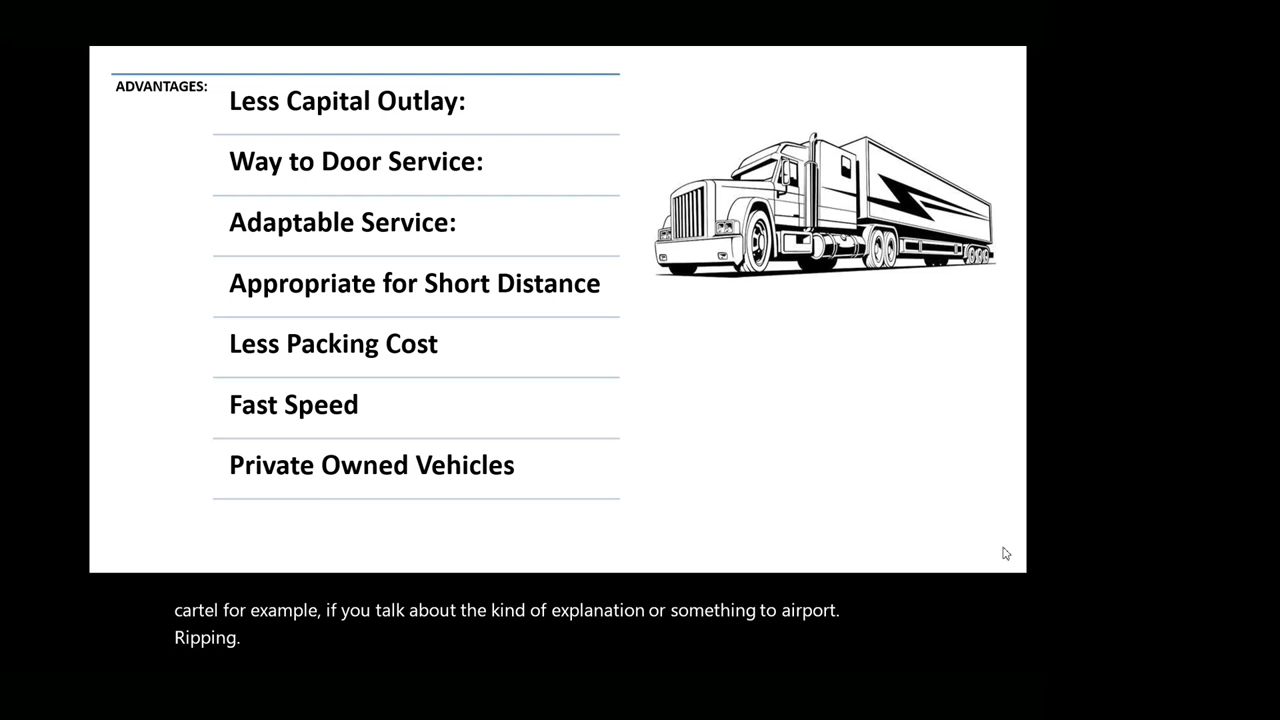 ADVANTAGES:
Less Capital Outlay:
Way to Door Service:
Adaptable Service:
Appropriate for Short Distance
Less Packing Cost
Fast Speed
Private Owned Vehicles
cartel for example, if you talk about the kind of explanation or something to airport.
Ripping.